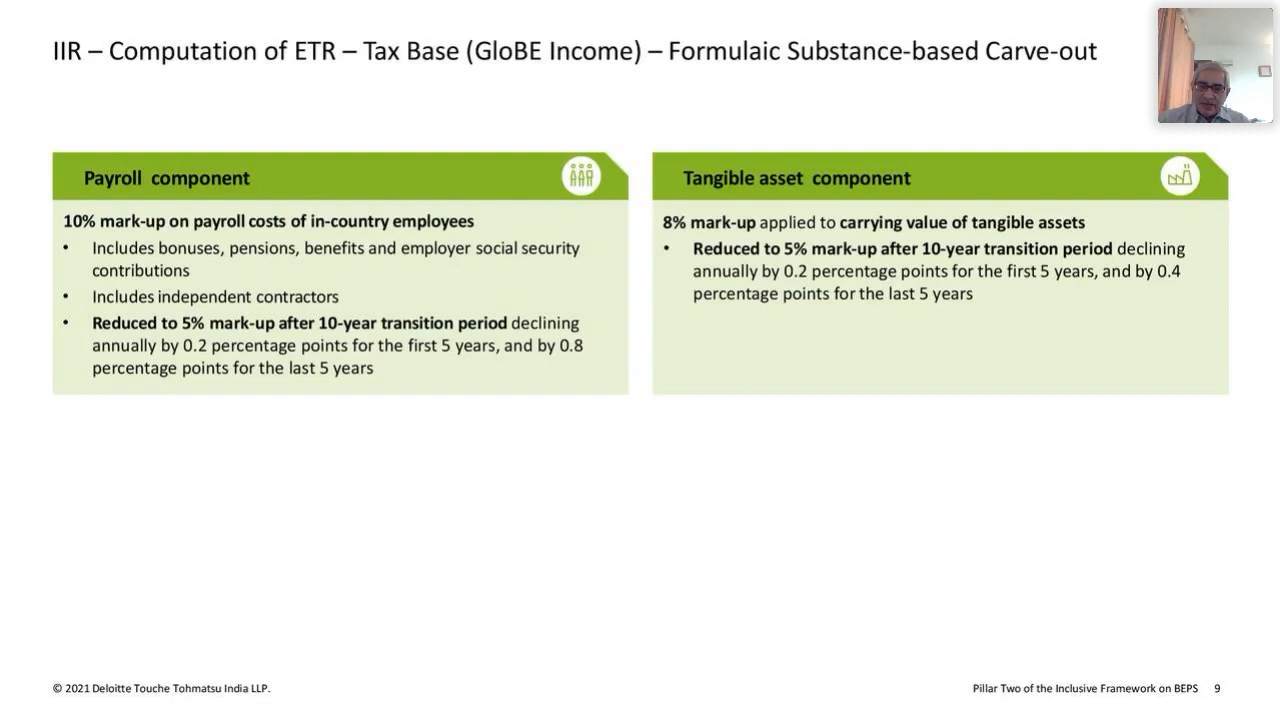 IIR – Computation of ETR – Tax Base (GloBE Income) – Formulaic Substance-based Carve-out
Payroll component
10% mark-up on payroll costs of in-country employees
• Includes bonuses, pensions, benefits and employer social security
contributions
• Includes independent contractors
• Reduced to 5% mark-up after 10-year transition period declining
annually by 0.2 percentage points for the first 5 years, and by 0.8
percentage points for the last 5 years
Tangible asset component
8% mark-up applied to carrying value of tangible assets
• Reduced to 5% mark-up after 10-year transition period declining
annually by 0.2 percentage points for the first 5 years, and by 0.4
percentage points for the last 5 years
© 2021 Deloitte Touche Tohmatsu India LLP.
Pillar Two of the Inclusive Framework on BEPS 9